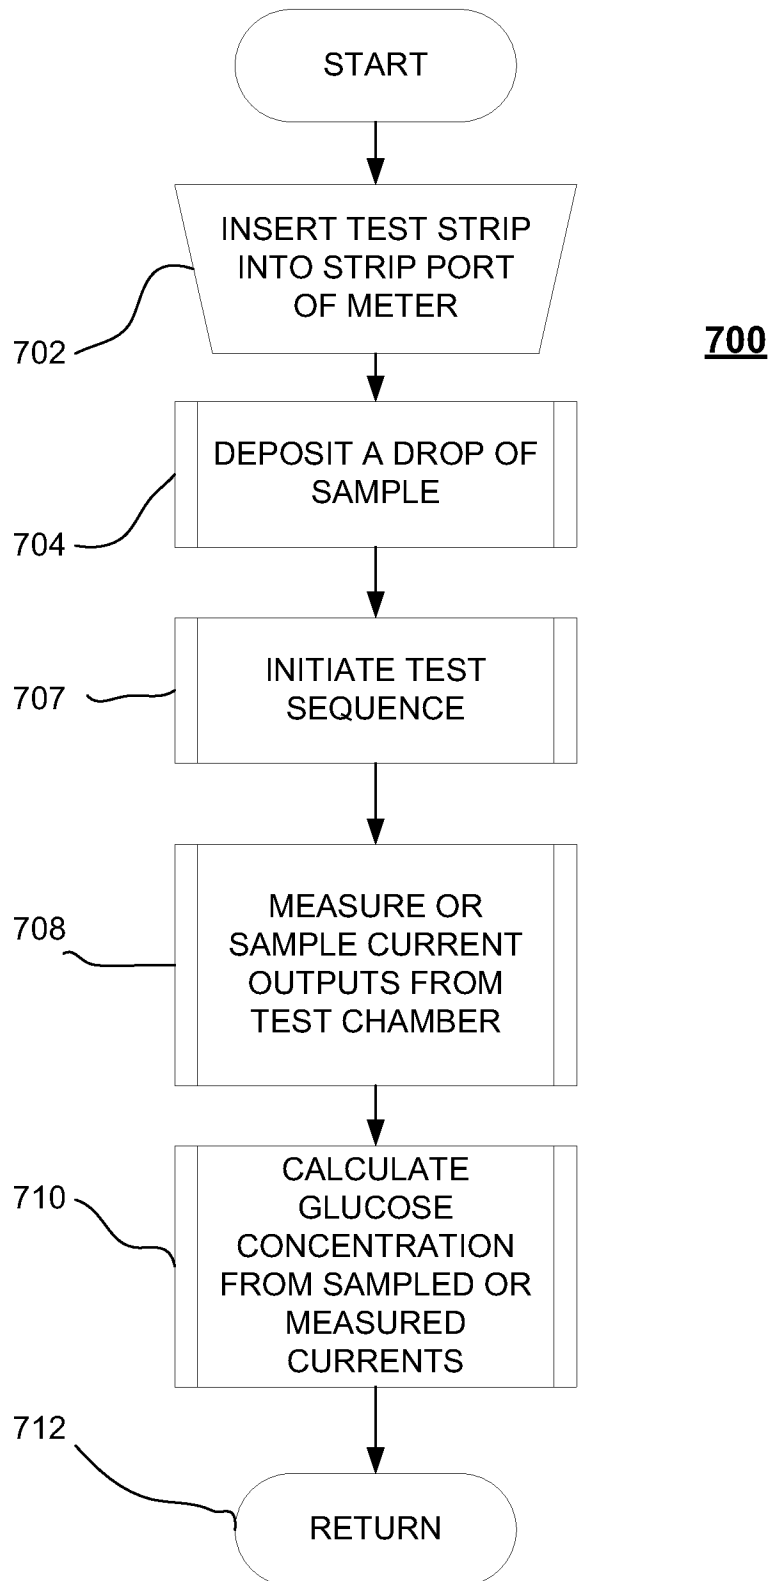 START
INSERT TEST STRIP
INTO STRIP PORT
OF METER
702
700
DEPOSIT A DROP OF
SAMPLE
704
INITIATE TEST
SEQUENCE
707
MEASURE OR
SAMPLE CURRENT
OUTPUTS FROM
TEST CHAMBER
708
CALCULATE
GLUCOSE
CONCENTRATION
FROM SAMPLED OR
MEASURED
CURRENTS
710
712
RETURN